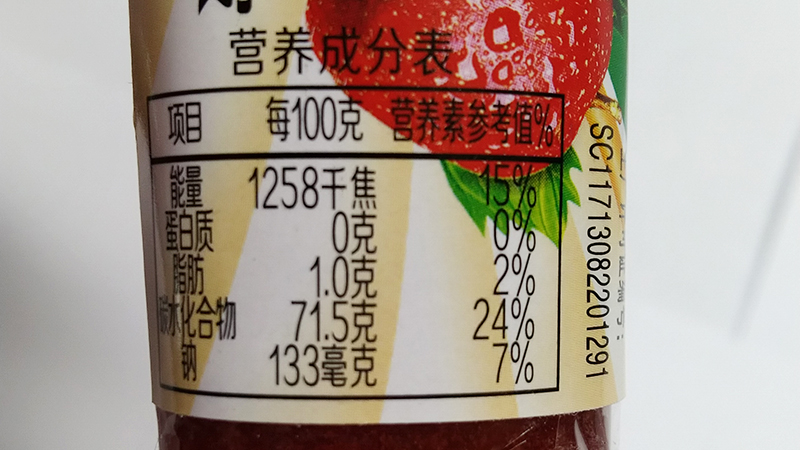 营养成分表
项目 每100克 营养素参考值%
能量 1258千焦 15%
蛋白质 0克 0%
脂肪 1.0克 2%
碳水化合物 71.5克 24%
钠 133毫克 7%
SC11713082201291